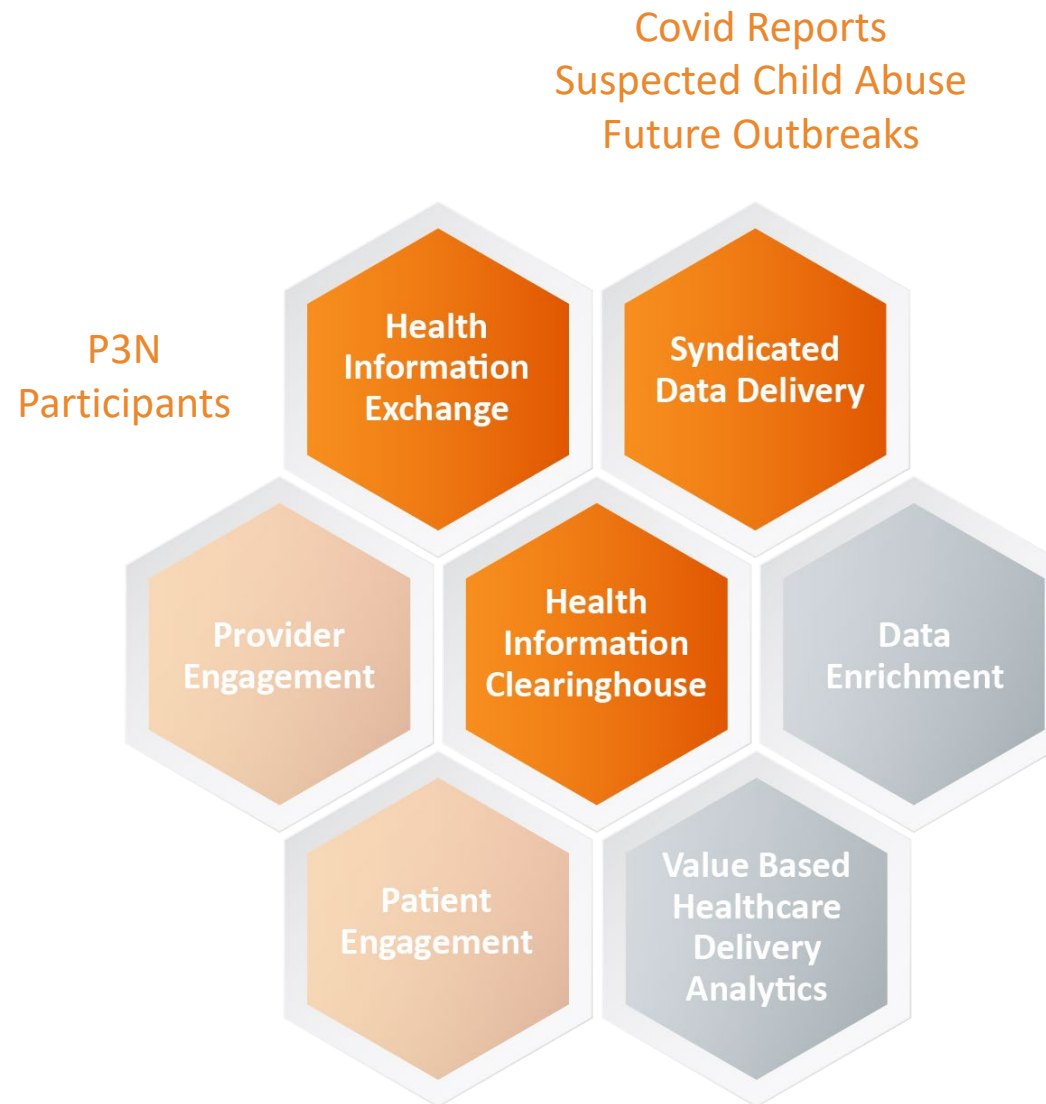 Covid Reports
Suspected Child Abuse
Future Outbreaks
P3N
Participants
Health
Information
Exchange
Syndicated
Data Delivery
Provider
Engagement
Health
Information
Clearinghouse
Data
Enrichment
Patient
Engagement
Value Based
Healthcare
Delivery
Analytics